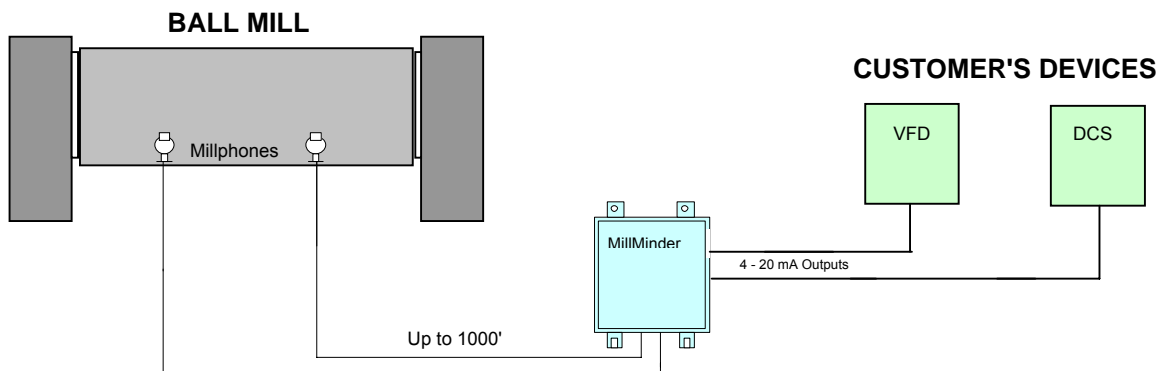 BALL MILL
CUSTOMER'S DEVICES
VFD
DCS
Millphones
MillMinder
4 - 20 mA Outputs
Up to 1000'